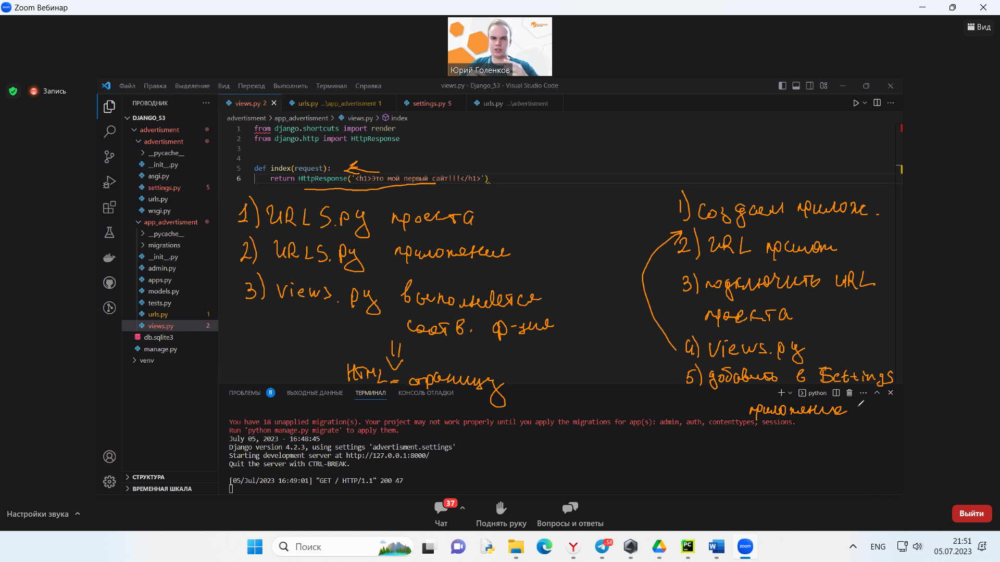 Zoom Вебинар
Вид
Юрий Голенков
Запись
Файл Правка Выделение Вид Переход Выполнить Терминал Справка
views.py - Django_53 - Visual Studio Code
ПРОВОДНИК
views.py 2
urls.py ...\app_advertisment 1
settings.py 5
urls.py ...\advertisment
advertisment > app_advertisment > views.py > index
DJANGO_53
advertisment
advertisment
__pycache__
__init__.py
asgi.py
settings.py 5
urls.py
wsgi.py
app_advertisment
__pycache__
migrations
__init__.py
admin.py
apps.py
models.py
tests.py
urls.py 1
views.py 2
db.sqlite3
manage.py
venv
СТРУКТУРА
ВРЕМЕННАЯ ШКАЛА
1 from django.shortcuts import render
2 from django.http import HttpResponse
3
4
5 def index(request):
6 return HttpResponse('<h1>Это мой первый сайт!!!</h1>')
1) URLS.py проекта
2) URLS.py приложения
3) views.py выполняется
соотв. ф-ция
HTML - страницу
1) Создаем прилож.
2) URL прилож
3) подключить URL
проекта
4) Views.py
5) добавить в Settings
приложение
ПРОБЛЕМЫ 8 ВЫХОДНЫЕ ДАННЫЕ ТЕРМИНАЛ КОНСОЛЬ ОТЛАДКИ
python
You have 18 unapplied migration(s). Your project may not work properly until you apply the migrations for app(s): admin, auth, contenttypes, sessions.
Run 'python manage.py migrate' to apply them.
July 05, 2023 - 16:48:45
Django version 4.2.3, using settings 'advertisment.settings'
Starting development server at http://127.0.0.1:8000/
Quit the server with CTRL-BREAK.
[05/Jul/2023 16:49:01] "GET / HTTP/1.1" 200 47
Настройки звука
37
Чат
Поднять руку
Вопросы и ответы
Выйти
Поиск
58
PC
zoom
ENG
21:51
05.07.2023